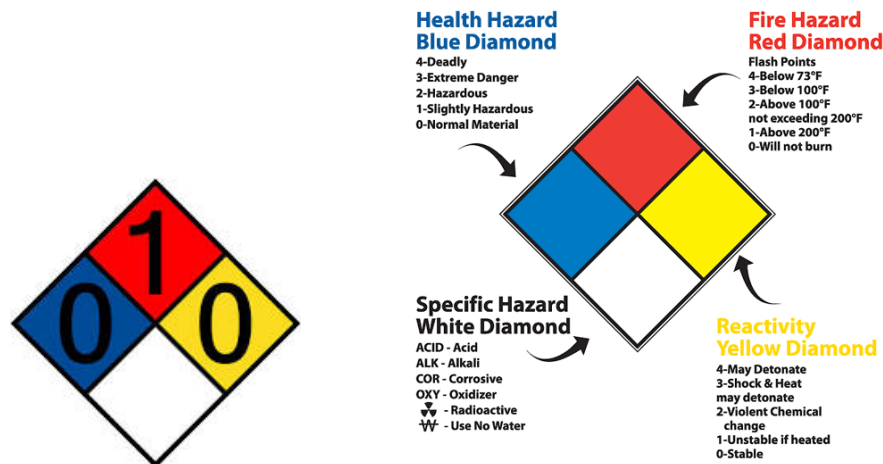 1
0 0
Health Hazard
Blue Diamond
4-Deadly
3-Extreme Danger
2-Hazardous
1-Slightly Hazardous
0-Normal Material
Fire Hazard
Red Diamond
Flash Points
4-Below 73°F
3-Below 100°F
2-Above 100°F
not exceeding 200°F
1-Above 200°F
0-Will not burn
Specific Hazard
White Diamond
ACID - Acid
ALK - Alkali
COR - Corrosive
OXY - Oxidizer
- Radioactive
W - Use No Water
Reactivity
Yellow Diamond
4-May Detonate
3-Shock & Heat
may detonate
2-Violent Chemical
change
1-Unstable if heated
0-Stable